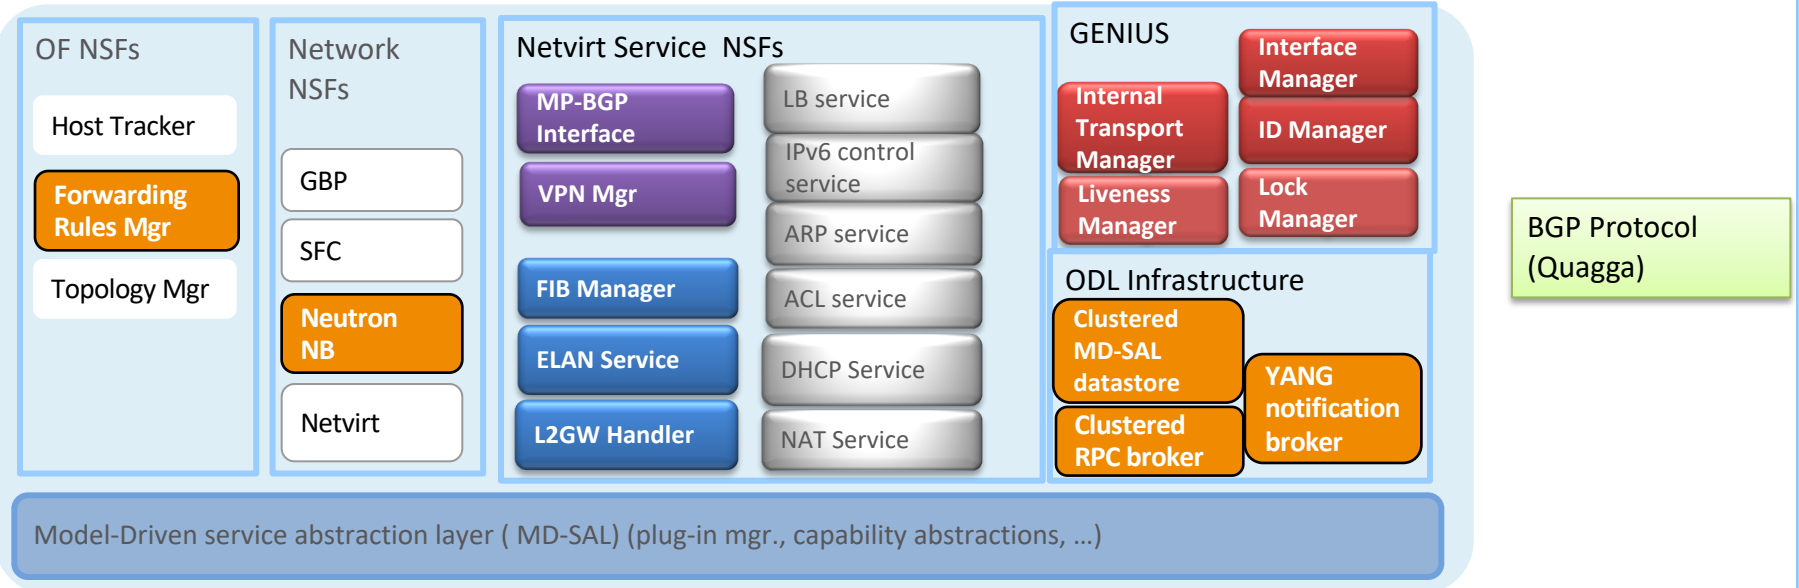 OF NSFs
Host Tracker
Forwarding
Rules Mgr
Topology Mgr
Network
NSFs
GBP
SFC
Neutron
NB
Netvirt
Netvirt Service  NSFs
MP-BGP
Interface
VPN Mgr
FIB Manager
ELAN Service
L2GW Handler
LB service
IPv6 control
service
ARP service
ACL service
DHCP Service
NAT Service
GENIUS
Internal
Transport
Manager
Liveness
Manager
Interface
Manager
ID Manager
Lock
Manager
ODL Infrastructure
Clustered
MD-SAL
datastore
Clustered
RPC broker
YANG
notification
broker
BGP Protocol
(Quagga)
Model-Driven service abstraction layer ( MD-SAL) (plug-in mgr., capability abstractions, …)